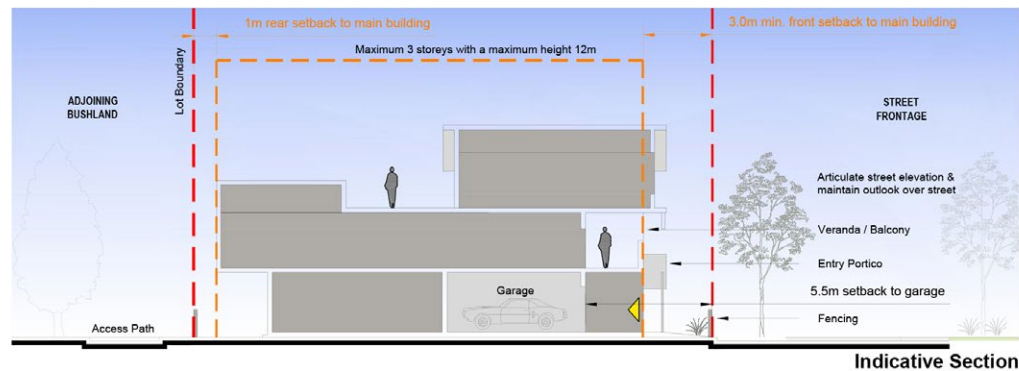 1m rear setback to main building
3.0m min. front setback to main building
Maximum 3 storeys with a maximum height 12m
Lot Boundary
ADJOINING
BUSHLAND
STREET
FRONTAGE
Articulate street elevation &
maintain outlook over street
Veranda / Balcony
Entry Portico
Garage
5.5m setback to garage
Access Path
Fencing
Indicative Section